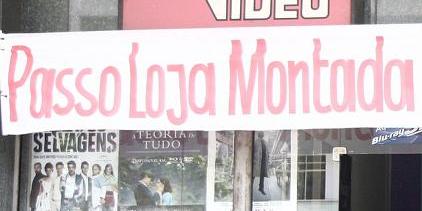 VIDEO
Passo Loja Montada
SELVAGENS
A TEORIA DE
TUDO
Blu-ray